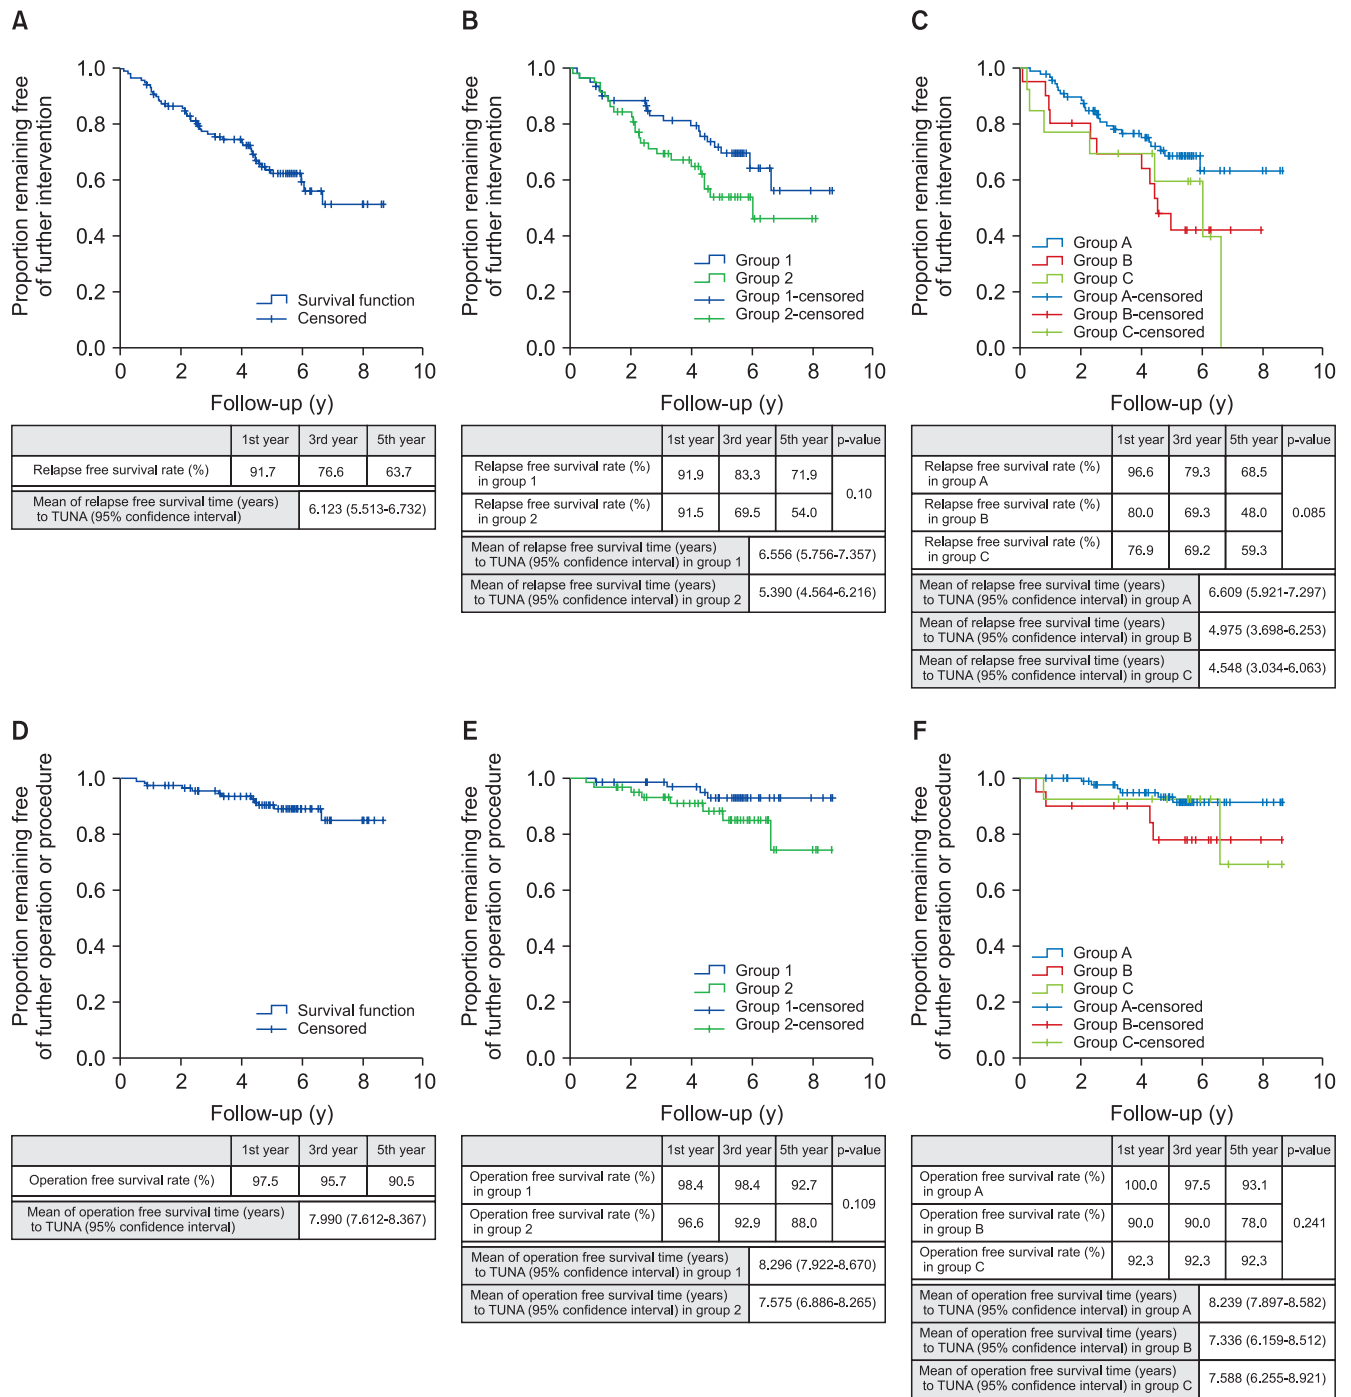 A
Proportion remaining free
of further intervention
1.0
0.8
0.6
0.4
0.2
0.0
Survival function
Censored
0 2 4 6 8 10
Follow-up (y)
1st year 3rd year 5th year
Relapse free survival rate (%) 91.7 76.6 63.7
Mean of relapse free survival time (years)
to TUNA (95% confidence interval)
6.123 (5.513-6.732)
B
Proportion remaining free
of further intervention
1.0
0.8
0.6
0.4
0.2
0.0
Group 1
Group 2
Group 1-censored
Group 2-censored
0 2 4 6 8 10
Follow-up (y)
1st year 3rd year 5th year p-value
Relapse free survival rate (%)
in group 1
91.9 83.3 71.9
0.10
Relapse free survival rate (%)
in group 2
91.5 69.5 54.0
Mean of relapse free survival time (years)
to TUNA (95% confidence interval) in group 1
6.556 (5.756-7.357)
Mean of relapse free survival time (years)
to TUNA (95% confidence interval) in group 2
5.390 (4.564-6.216)
C
Proportion remaining free
of further intervention
1.0
0.8
0.6
0.4
0.2
0.0
Group A
Group B
Group C
Group A-censored
Group B-censored
Group C-censored
0 2 4 6 8 10
Follow-up (y)
1st year 3rd year 5th year p-value
Relapse free survival rate (%)
in group A
96.6 79.3 68.5
Relapse free survival rate (%)
in group B
80.0 69.3 48.0
0.085
Relapse free survival rate (%)
in group C
76.9 69.2 59.3
Mean of relapse free survival time (years)
to TUNA (95% confidence interval) in group A
6.609 (5.921-7.297)
Mean of relapse free survival time (years)
to TUNA (95% confidence interval) in group B
4.975 (3.698-6.253)
Mean of relapse free survival time (years)
to TUNA (95% confidence interval) in group C
4.548 (3.034-6.063)
D
Proportion remaining free
of further operation or procedure
1.0
0.8
0.6
0.4
0.2
0.0
Survival function
Censored
0 2 4 6 8 10
Follow-up (y)
1st year 3rd year 5th year
Operation free survival rate (%) 97.5 95.7 90.5
Mean of operation free survival time (years)
to TUNA (95% confidence interval)
7.990 (7.612-8.367)
E
Proportion remaining free
of further operation or procedure
1.0
0.8
0.6
0.4
0.2
0.0
Group 1
Group 2
Group 1-censored
Group 2-censored
0 2 4 6 8 10
Follow-up (y)
1st year 3rd year 5th year p-value
Operation free survival rate (%)
in group 1
98.4 98.4 92.7
0.109
Operation free survival rate (%)
in group 2
96.6 92.9 88.0
Mean of operation free survival time (years)
to TUNA (95% confidence interval) in group 1
8.296 (7.922-8.670)
Mean of operation free survival time (years)
to TUNA (95% confidence interval) in group 2
7.575 (6.886-8.265)
F
Proportion remaining free
of further operation or procedure
1.0
0.8
0.6
0.4
0.2
0.0
Group A
Group B
Group C
Group A-censored
Group B-censored
Group C-censored
0 2 4 6 8 10
Follow-up (y)
1st year 3rd year 5th year p-value
Operation free survival rate (%)
in group A
100.0 97.5 93.1
Operation free survival rate (%)
in group B
90.0 90.0 78.0
0.241
Operation free survival rate (%)
in group C
92.3 92.3 92.3
Mean of operation free survival time (years)
to TUNA (95% confidence interval) in group A
8.239 (7.897-8.582)
Mean of operation free survival time (years)
to TUNA (95% confidence interval) in group B
7.336 (6.159-8.512)
Mean of operation free survival time (years)
to TUNA (95% confidence interval) in group C
7.588 (6.255-8.921)